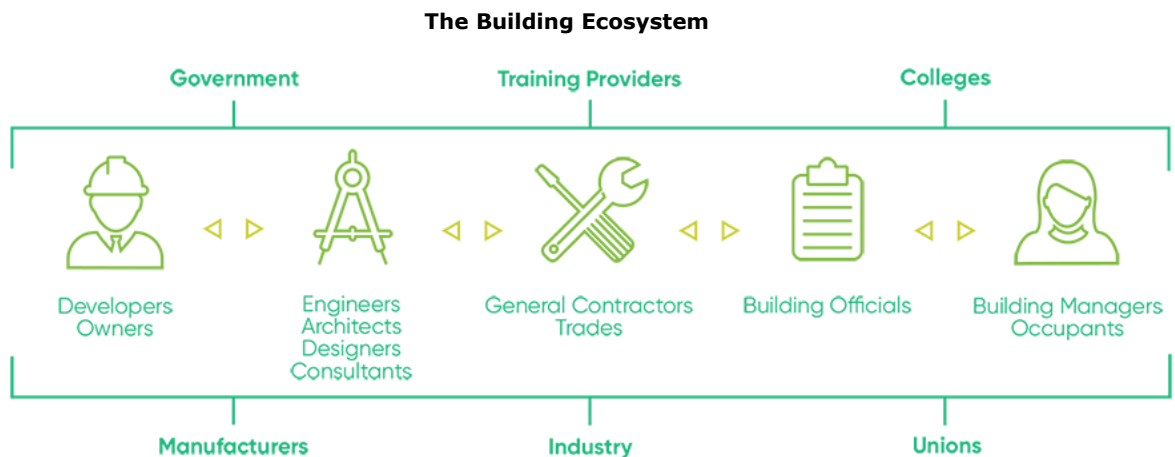 The Building Ecosystem
Government
Training Providers
Colleges
Developers
Owners
Engineers
Architects
Designers
Consultants
General Contractors
Trades
Building Officials
Building Managers
Occupants
Manufacturers
Industry
Unions